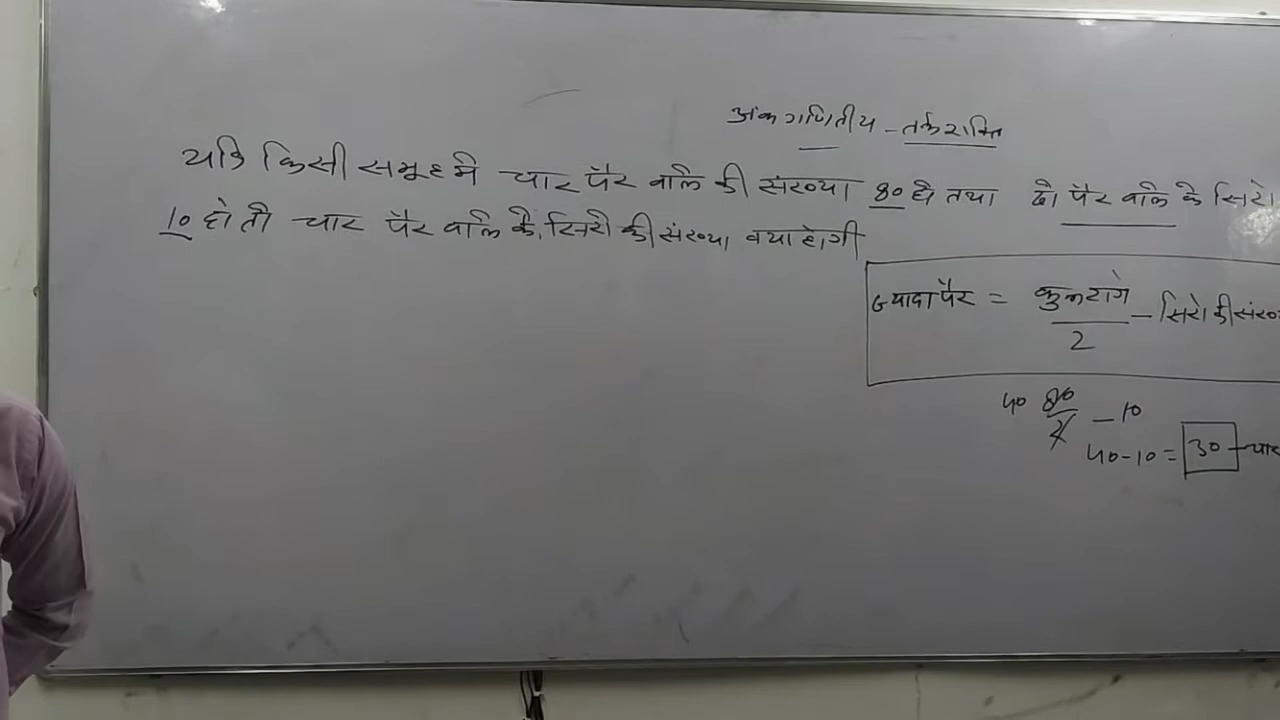 अंकगणितीय - तर्कशक्ति
यदि किसी समूह मे चार पैर वाले की संख्या 80 हो तथा दो पैर वाले के सिरो
10 हो तो चार पैर वाले के सिरो की संख्या क्या होगी
ज्यादा पैर = कुल टांगे / 2 - सिरो की संख्
40 80 / 2 - 10
40-10 = 30 - चार